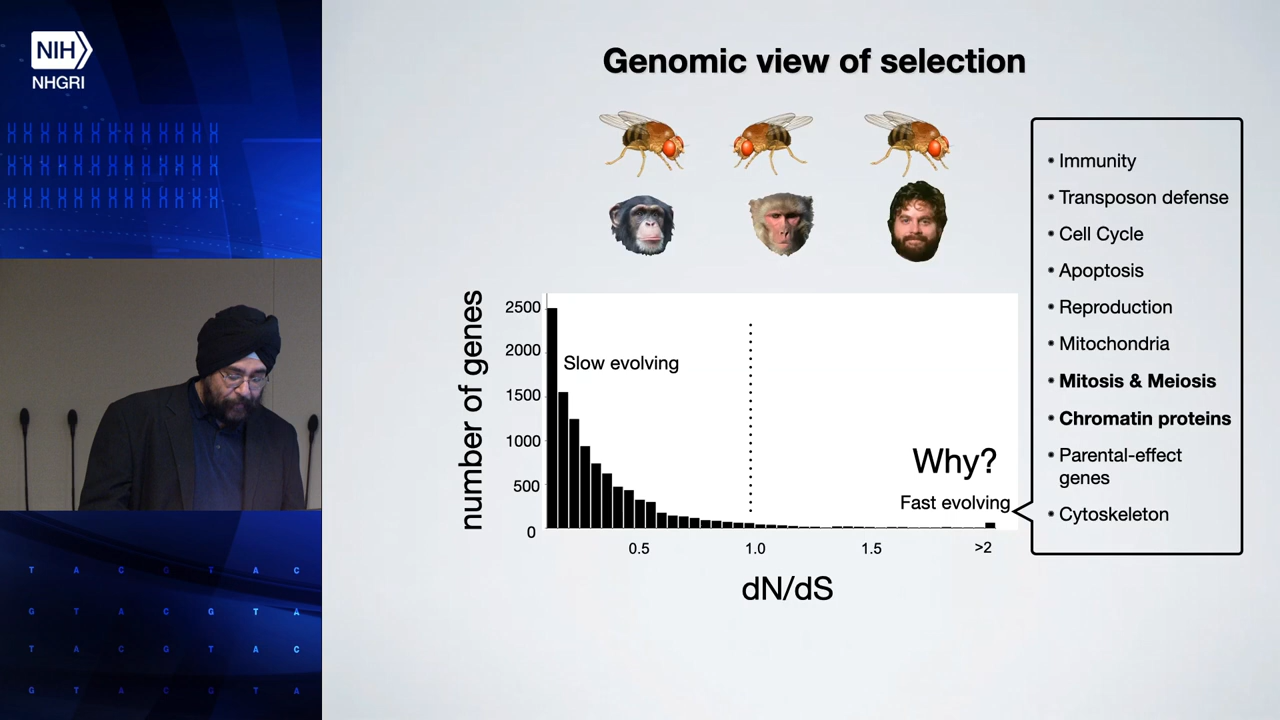 NIH
NHGRI
Genomic view of selection
number of genes
2500
2000
1500
1000
500
0
Slow evolving
Why?
Fast evolving
0.5
1.0
1.5
>2
dN/dS
• Immunity
• Transposon defense
• Cell Cycle
• Apoptosis
• Reproduction
• Mitochondria
• Mitosis & Meiosis
• Chromatin proteins
• Parental-effect
genes
• Cytoskeleton
T A C G T A C
G T A C G T A
T A C G T A C
G T A C G T A